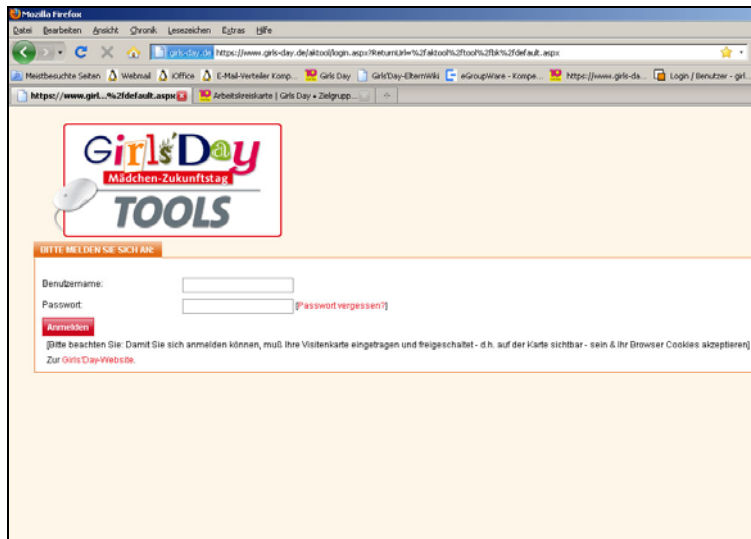 Mozilla Firefox
Datei Bearbeiten Ansicht Chronik Lesezeichen Extras Hilfe
girls-day.de https://www.girls-day.de/aktool/login.aspx?ReturnUrl=%2faktool%2ftool%2fbk%2fdefault.aspx
Meistbesuchte Seiten Webmail iOffice E-Mail-Verteiler Komp... Girls Day Girls'Day-ElternWiki eGroupWare - Kompe... https://www.girls-da... Login / Benutzer - girl...
https://www.girl...%2fdefault.aspx Arbeitskreiskarte | Girls Day • Zielgrupp...
Girls'Day
Mädchen-Zukunftstag
TOOLS
BITTE MELDEN SIE SICH AN:
Benutzername:
Passwort: [Passwort vergessen?]
Anmelden
[Bitte beachten Sie: Damit Sie sich anmelden können, muß Ihre Visitenkarte eingetragen und freigeschaltet - d.h. auf der Karte sichtbar - sein & Ihr Browser Cookies akzeptieren]
Zur Girls'Day-Website.